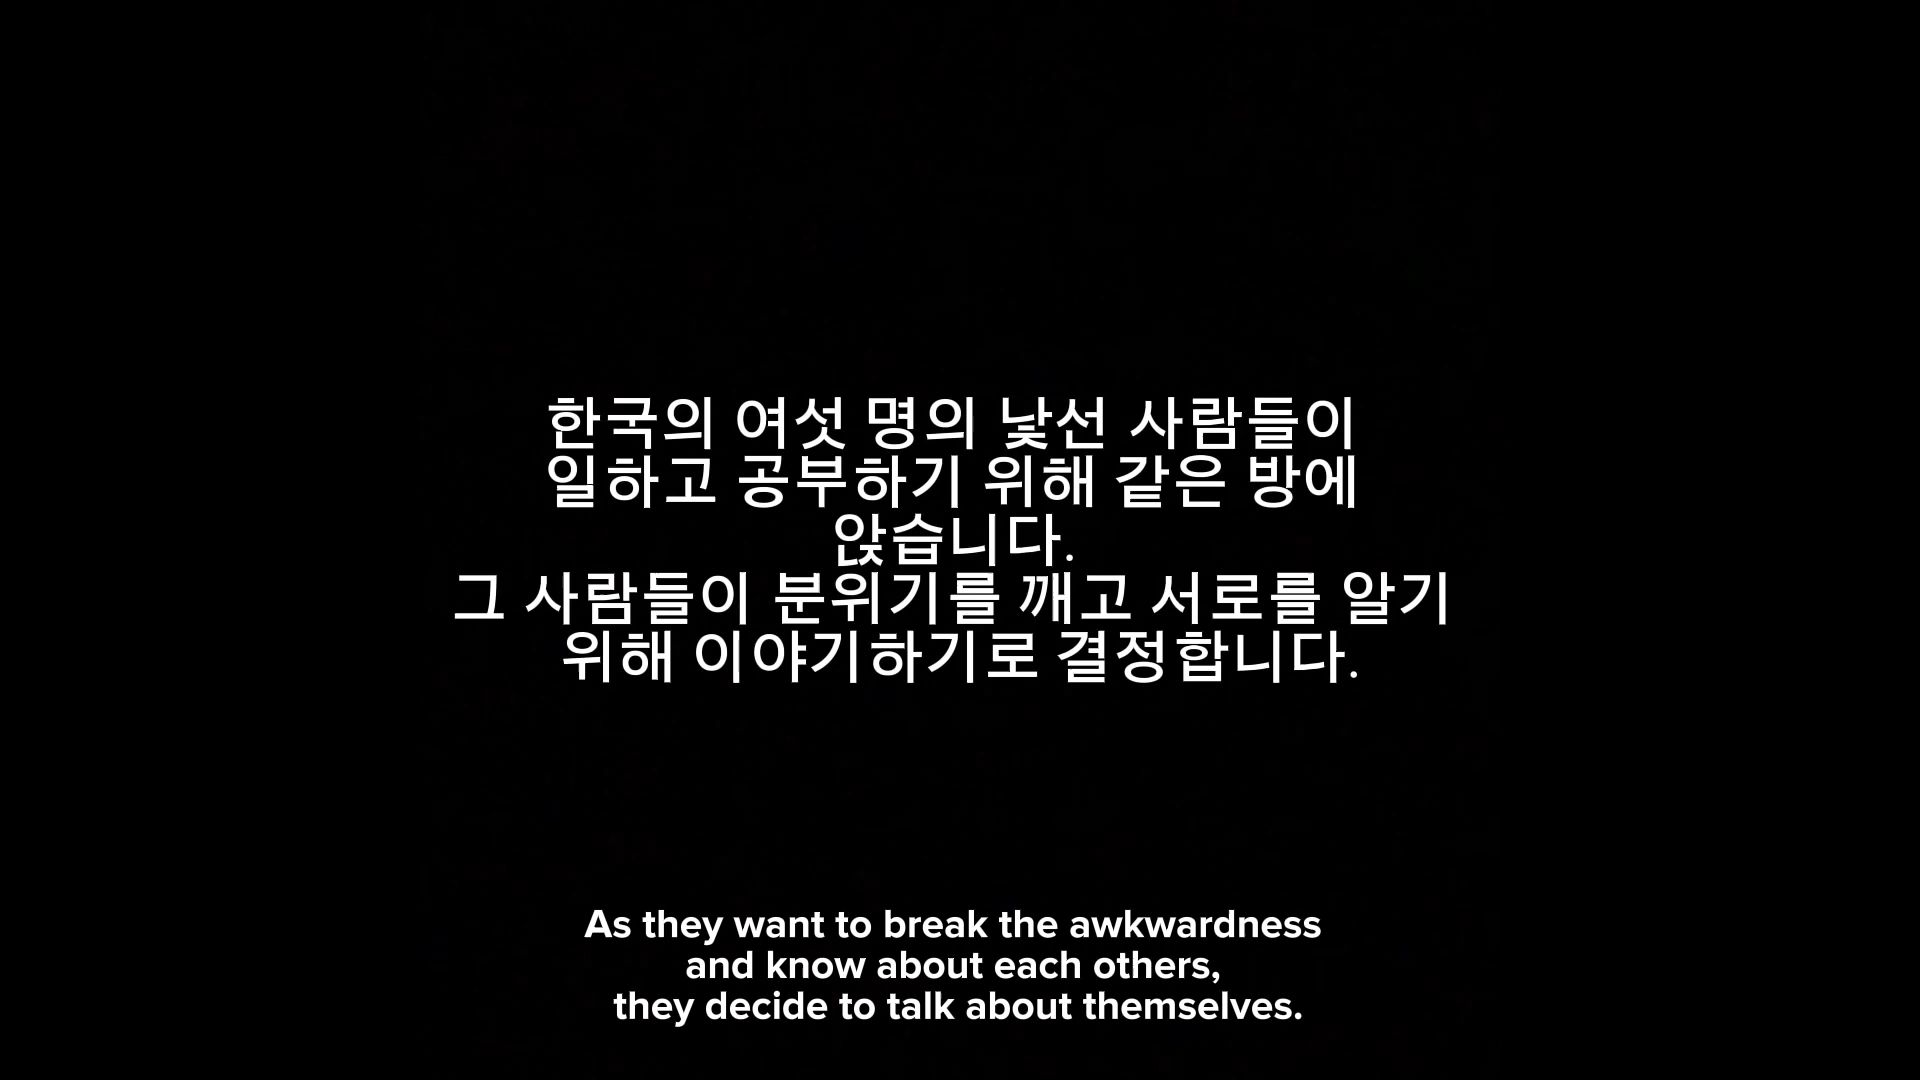 한국의 여섯 명의 낯선 사람들이
일하고 공부하기 위해 같은 방에
앉습니다.
그 사람들이 분위기를 깨고 서로를 알기
위해 이야기하기로 결정합니다.
As they want to break the awkwardness
and know about each others,
they decide to talk about themselves.